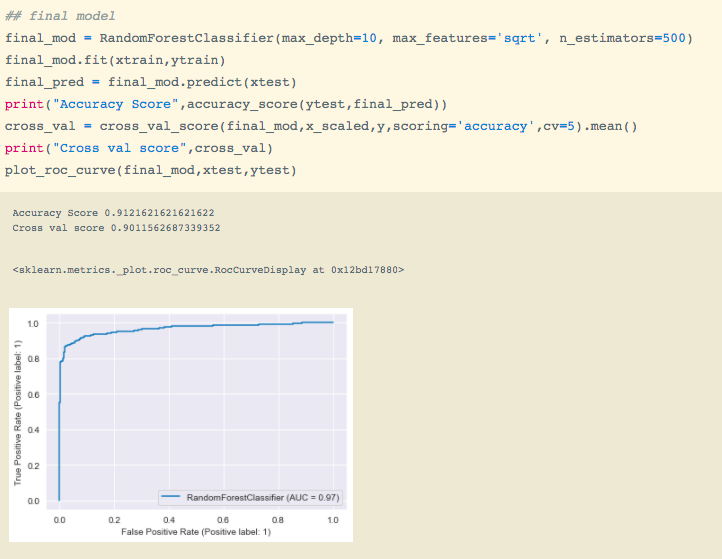 ## final model
final_mod = RandomForestClassifier(max_depth=10, max_features='sqrt', n_estimators=500)
final_mod.fit(xtrain,ytrain)
final_pred = final_mod.predict(xtest)
print("Accuracy Score",accuracy_score(ytest,final_pred))
cross_val = cross_val_score(final_mod,x_scaled,y,scoring='accuracy',cv=5).mean()
print("Cross val score",cross_val)
plot_roc_curve(final_mod,xtest,ytest)
Accuracy Score 0.9121621621621622
Cross val score 0.9011562687339352
<sklearn.metrics._plot.roc_curve.RocCurveDisplay at 0x12bd17880>
True Positive Rate (Positive label: 1)
1.0
0.8
0.6
0.4
0.2
0.0
RandomForestClassifier (AUC = 0.97)
0.0 0.2 0.4 0.6 0.8 1.0
False Positive Rate (Positive label: 1)